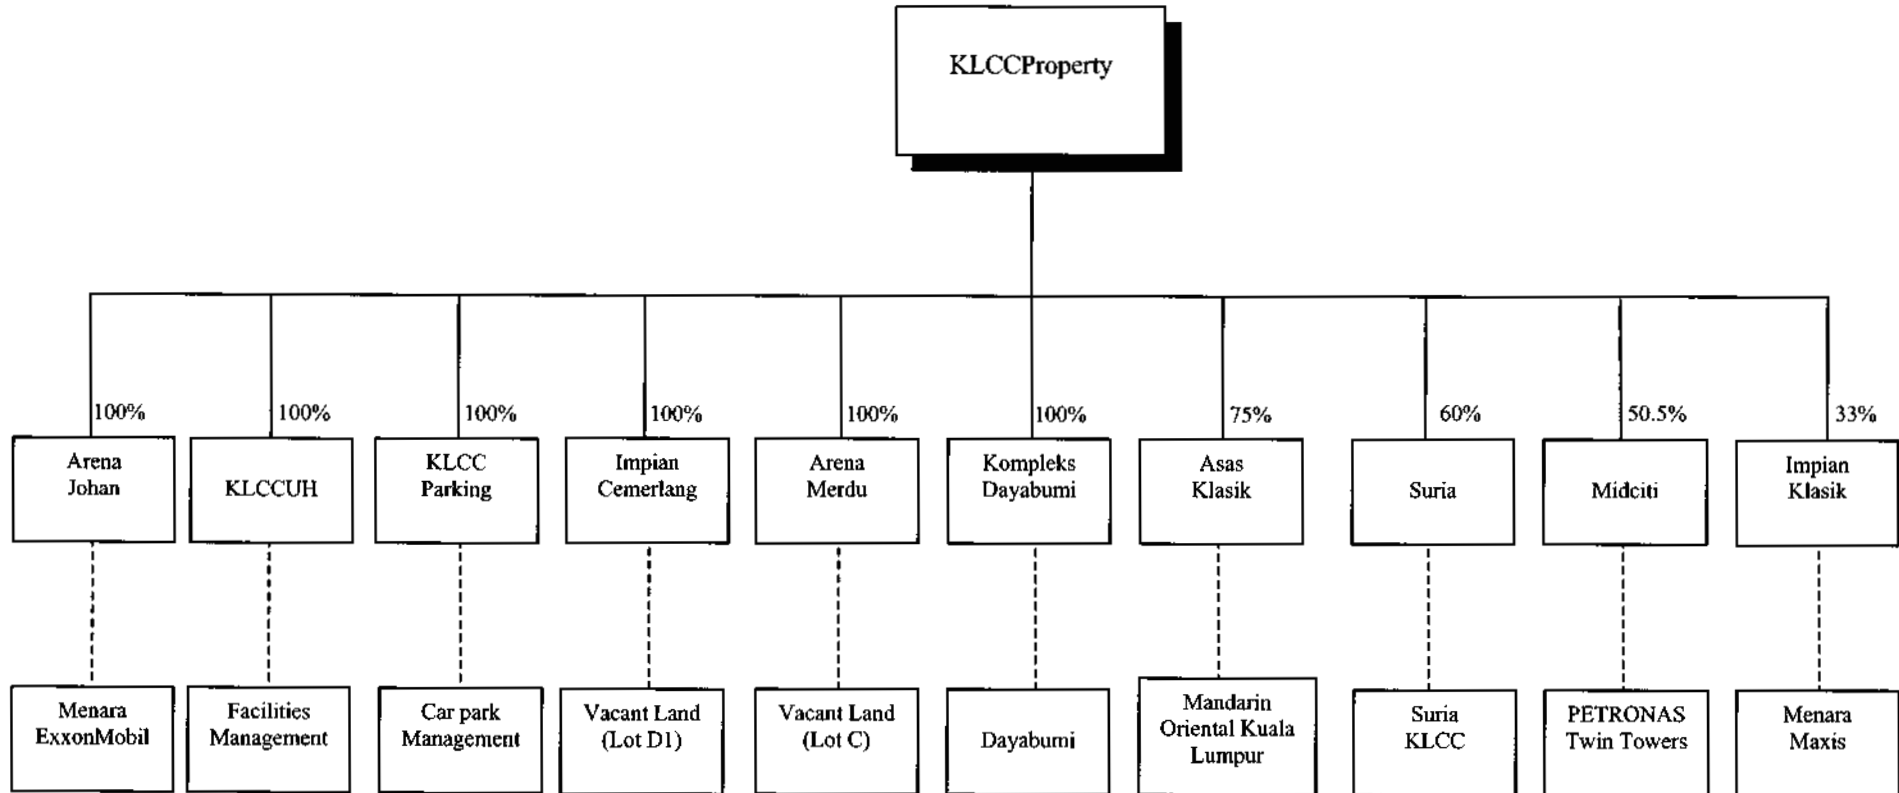 KLCCProperty
100%
100%
100%
100%
100%
100%
75%
60%
50.5%
33%
Arena
Johan
KLCCUH
KLCC
Parking
Impian
Cemerlang
Arena
Merdu
Kompleks
Dayabumi
Asas
Klasik
Suria
Midciti
Impian
Klasik
Menara
ExxonMobil
Facilities
Management
Car park
Management
Vacant Land
(Lot D1)
Vacant Land
(Lot C)
Dayabumi
Mandarin
Oriental Kuala
Lumpur
Suria
KLCC
PETRONAS
Twin Towers
Menara
Maxis